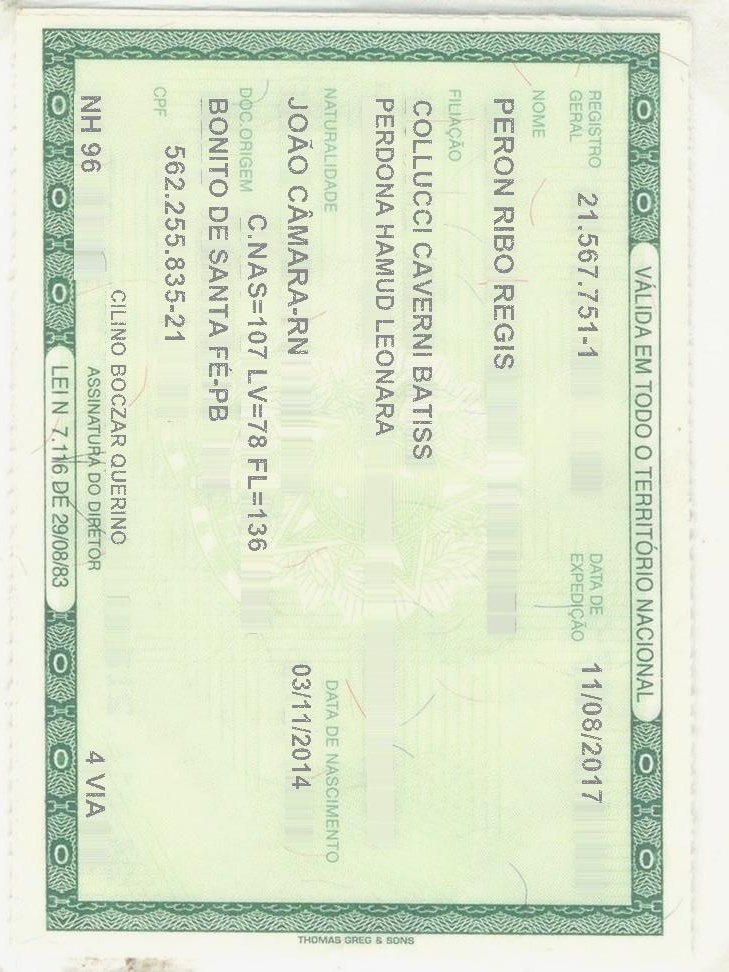 VÁLIDA EM TODO O TERRITÓRIO NACIONAL
REGISTRO GERAL 21.567.751-1 DATA DE EXPEDIÇÃO 11/08/2017
NOME
PERON RIBO REGIS
FILIAÇÃO
COLLUCCI CAVERNI BATISS
PERDONA HAMUD LEONARA
NATURALIDADE DATA DE NASCIMENTO
JOÃO CÂMARA-RN 03/11/2014
DOC.ORIGEM C.NAS=107 LV=78 FL=136
BONITO DE SANTA FÉ-PB
CPF 562.255.835-21
CILINO BOCZAR QUERINO
NH 96 ASSINATURA DO DIRETOR 4 VIA
LEI N 7.116 DE 29/08/83
THOMAS GREG & SONS